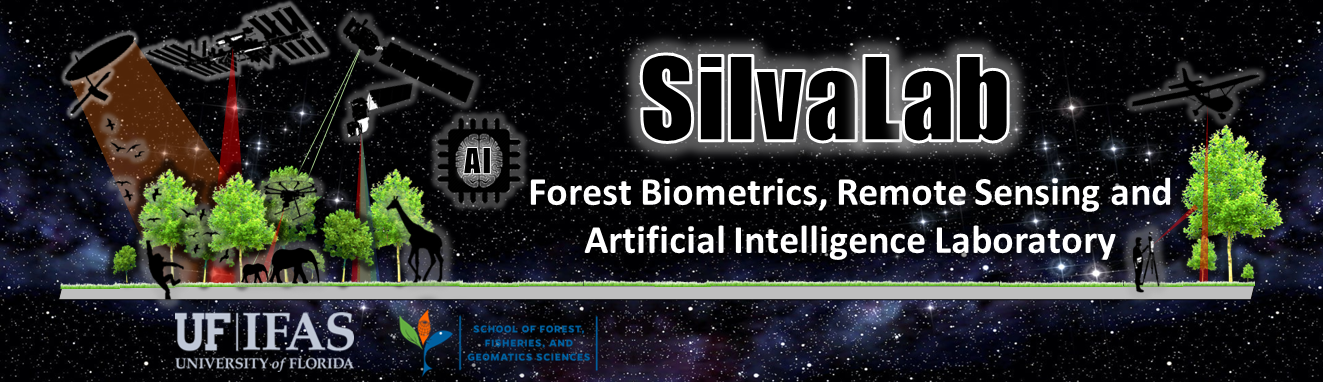 SilvaLab
AI
Forest Biometrics, Remote Sensing and
Artificial Intelligence Laboratory
UF|IFAS
UNIVERSITY of FLORIDA
SCHOOL OF FOREST,
FISHERIES, AND
GEOMATICS SCIENCES